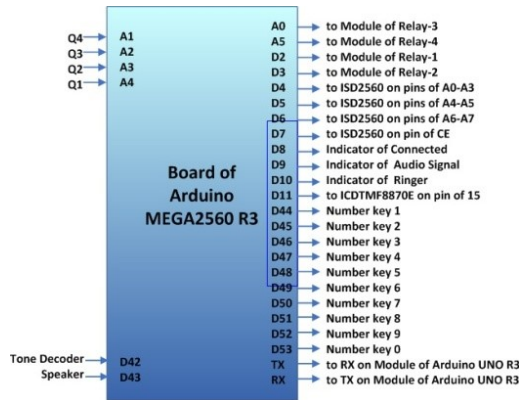 Q4 A1
Q3 A2
Q2 A3
Q1 A4
Board of
Arduino
MEGA2560 R3
Tone Decoder D42
Speaker D43
A0 to Module of Relay-3
A5 to Module of Relay-4
D2 to Module of Relay-1
D3 to Module of Relay-2
D4 to ISD2560 on pins of A0-A3
D5 to ISD2560 on pins of A4-A5
D6 to ISD2560 on pins of A6-A7
D7 to ISD2560 on pin of CE
D8 Indicator of Connected
D9 Indicator of Audio Signal
D10 Indicator of Ringer
D11 to ICDTMF8870E on pin of 15
D44 Number key 1
D45 Number key 2
D46 Number key 3
D47 Number key 4
D48 Number key 5
D49 Number key 6
D50 Number key 7
D51 Number key 8
D52 Number key 9
D53 Number key 0
TX to RX on Module of Arduino UNO R3
RX to TX on Module of Arduino UNO R3